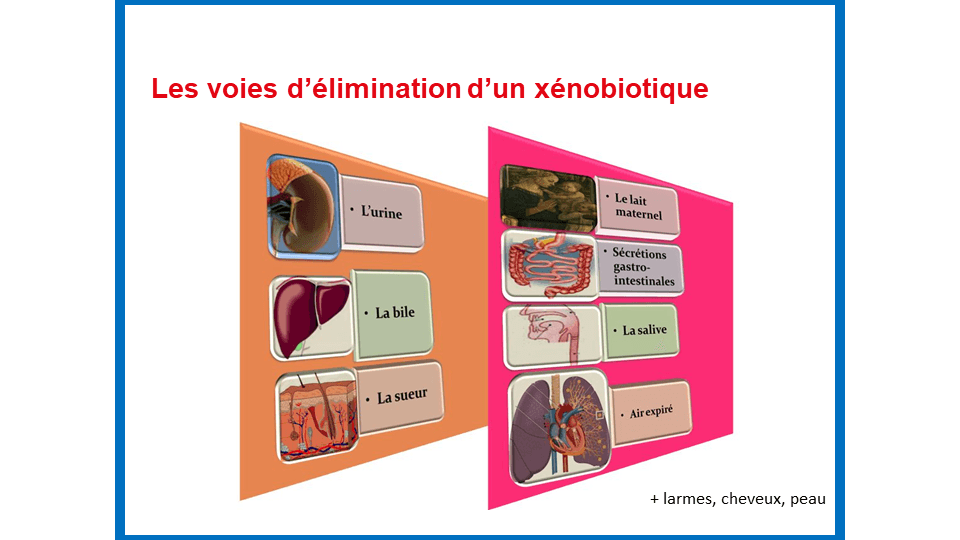 Les voies d'élimination d'un xénobiotique
• L'urine
• La bile
• La sueur
• Le lait
maternel
• Sécrétions
gastro-
intestinales
• La salive
• Air expiré
+ larmes, cheveux, peau